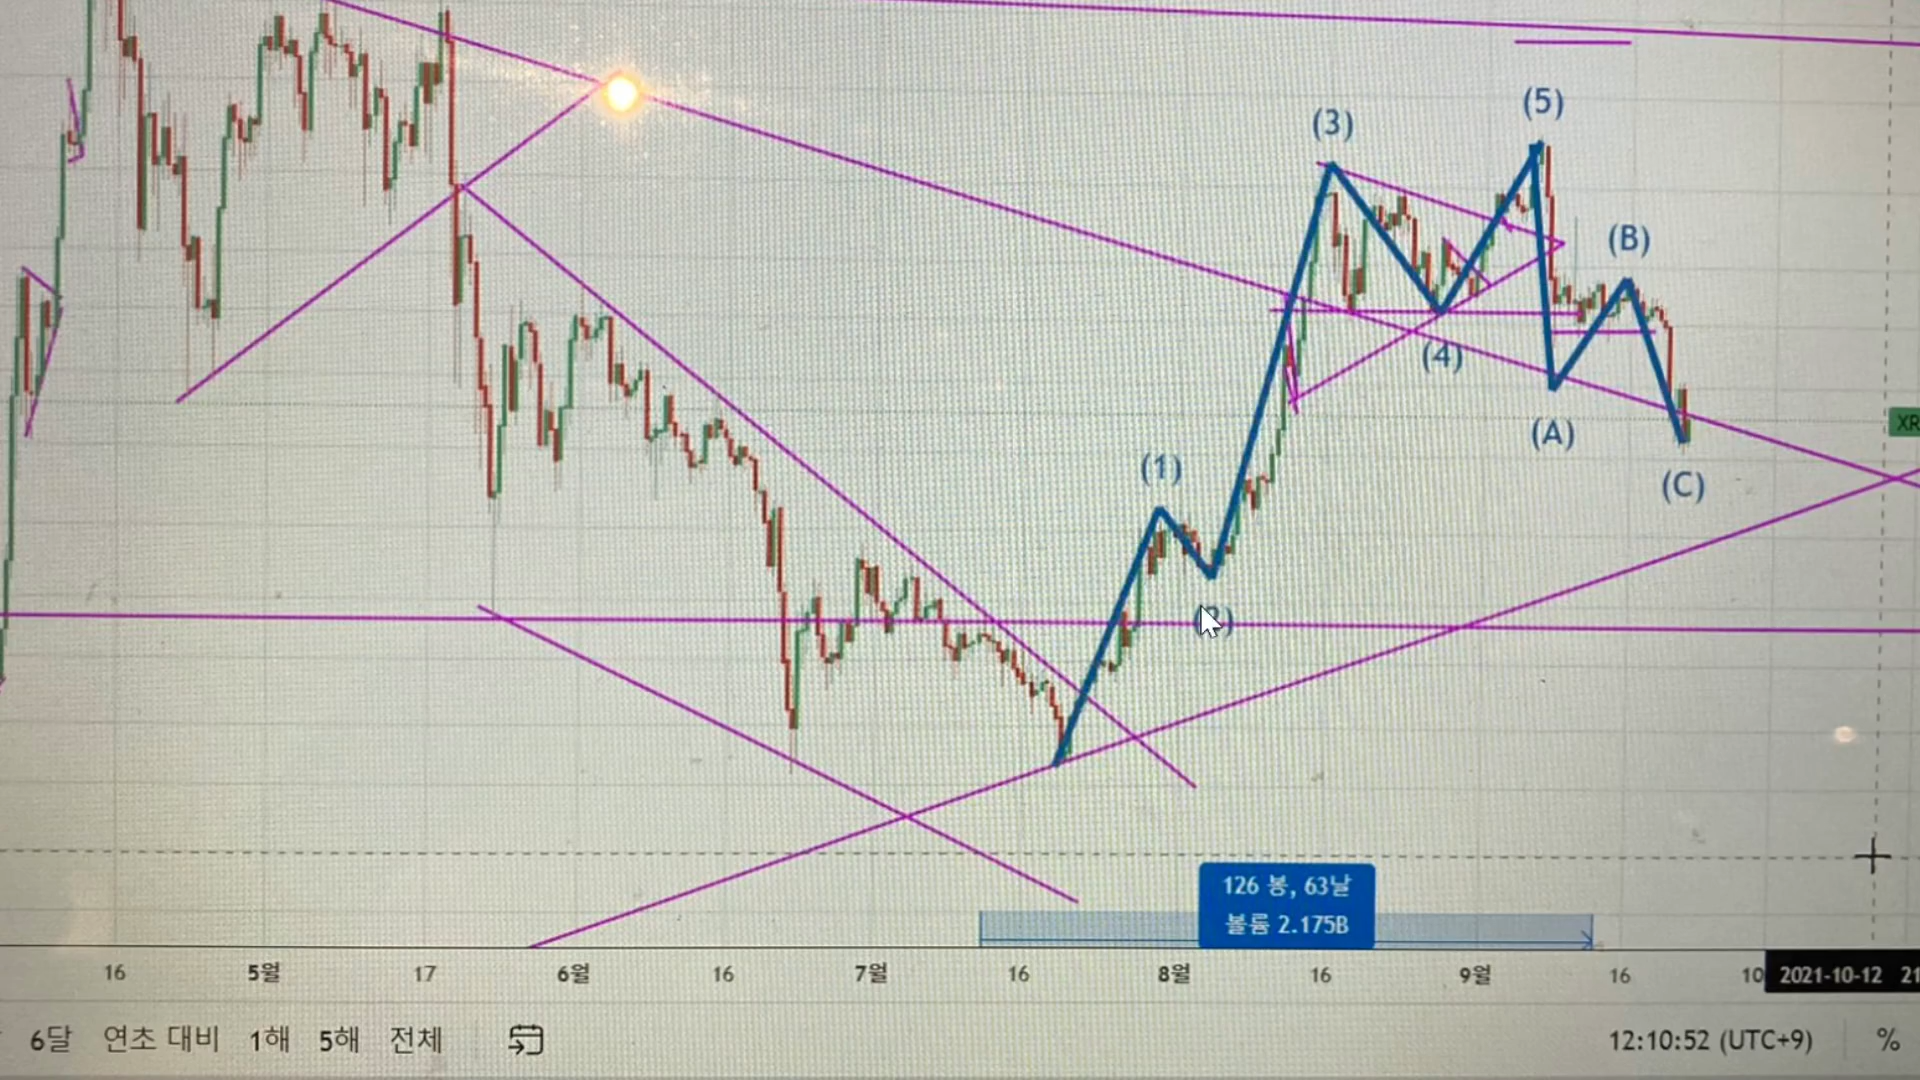 (5)
(3)
(B)
(4)
XR
(A)
(1)
(C)
126 봉, 63날
볼륨 2.175B
16 5월 17 6월 16 7월 16 8월 16 9월 16 10 2021-10-12 21
6달 연초 대비 1해 5해 전체 12:10:52 (UTC+9) %